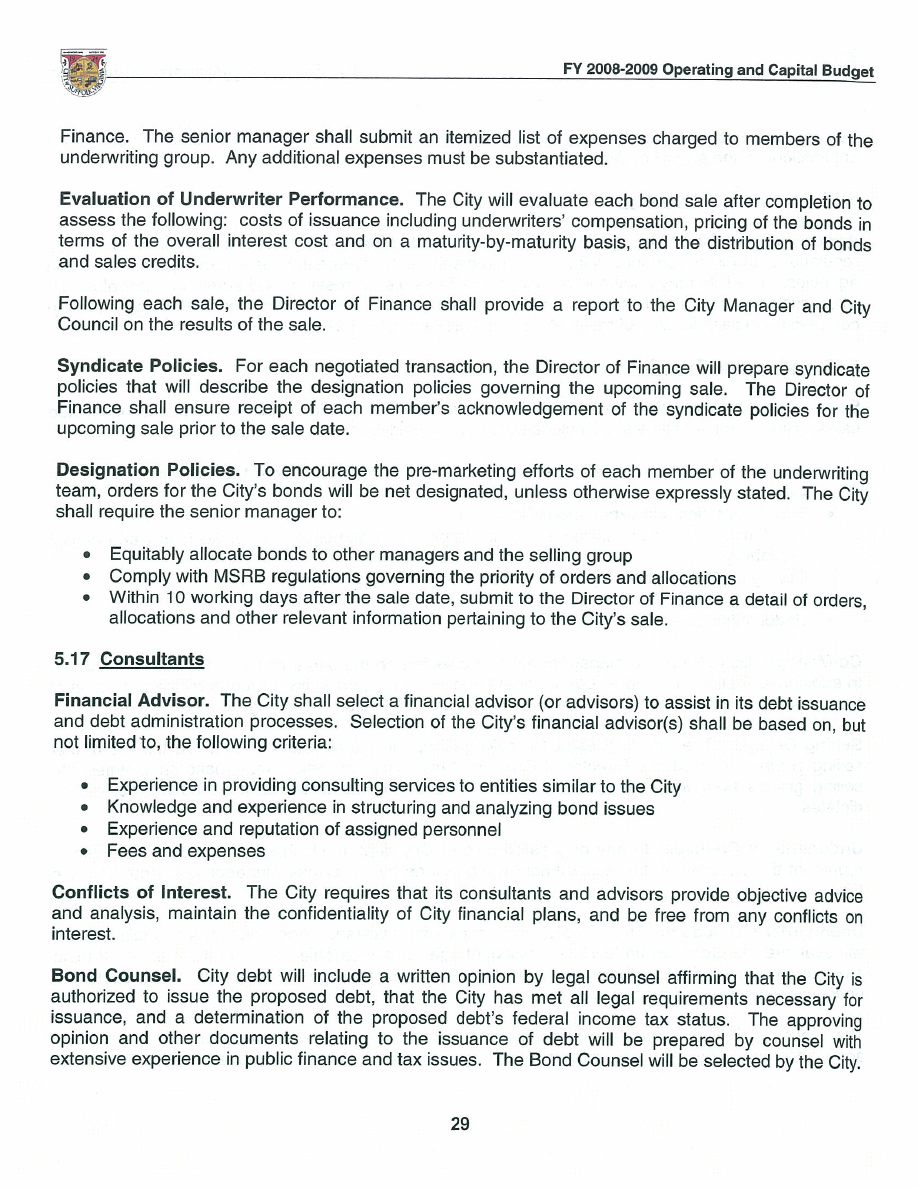 FY 2008-2009 Operating and Capital Budget
Finance. The senior manager shall submit an itemized list of expenses charged to members of the
underwriting group. Any additional expenses must be substantiated.
Evaluation of Underwriter Performance. The City will evaluate each bond sale after completion to
assess the following: costs of issuance including underwriters' compensation, pricing of the bonds in
terms of the overall interest cost and on a maturity-by-maturity basis, and the distribution of bonds
and sales credits.
Following each sale, the Director of Finance shall provide a report to the City Manager and City
Council on the results of the sale.
Syndicate Policies. For each negotiated transaction, the Director of Finance will prepare syndicate
policies that will describe the designation policies governing the upcoming sale. The Director of
Finance shall ensure receipt of each member's acknowledgement of the syndicate policies for the
upcoming sale prior to the sale date.
Designation Policies. To encourage the pre-marketing efforts of each member of the underwriting
team, orders for the City's bonds will be net designated, unless otherwise expressly stated. The City
shall require the senior manager to:
• Equitably allocate bonds to other managers and the selling group
• Comply with MSRB regulations governing the priority of orders and allocations
• Within 10 working days after the sale date, submit to the Director of Finance a detail of orders,
allocations and other relevant information pertaining to the City's sale.
5.17 Consultants
Financial Advisor. The City shall select a financial advisor (or advisors) to assist in its debt issuance
and debt administration processes. Selection of the City's financial advisor(s) shall be based on, but
not limited to, the following criteria:
• Experience in providing consulting services to entities similar to the City
• Knowledge and experience in structuring and analyzing bond issues
• Experience and reputation of assigned personnel
• Fees and expenses
Conflicts of Interest. The City requires that its consultants and advisors provide objective advice
and analysis, maintain the confidentiality of City financial plans, and be free from any conflicts on
interest.
Bond Counsel. City debt will include a written opinion by legal counsel affirming that the City is
authorized to issue the proposed debt, that the City has met all legal requirements necessary for
issuance, and a determination of the proposed debt's federal income tax status. The approving
opinion and other documents relating to the issuance of debt will be prepared by counsel with
extensive experience in public finance and tax issues. The Bond Counsel will be selected by the City.
29